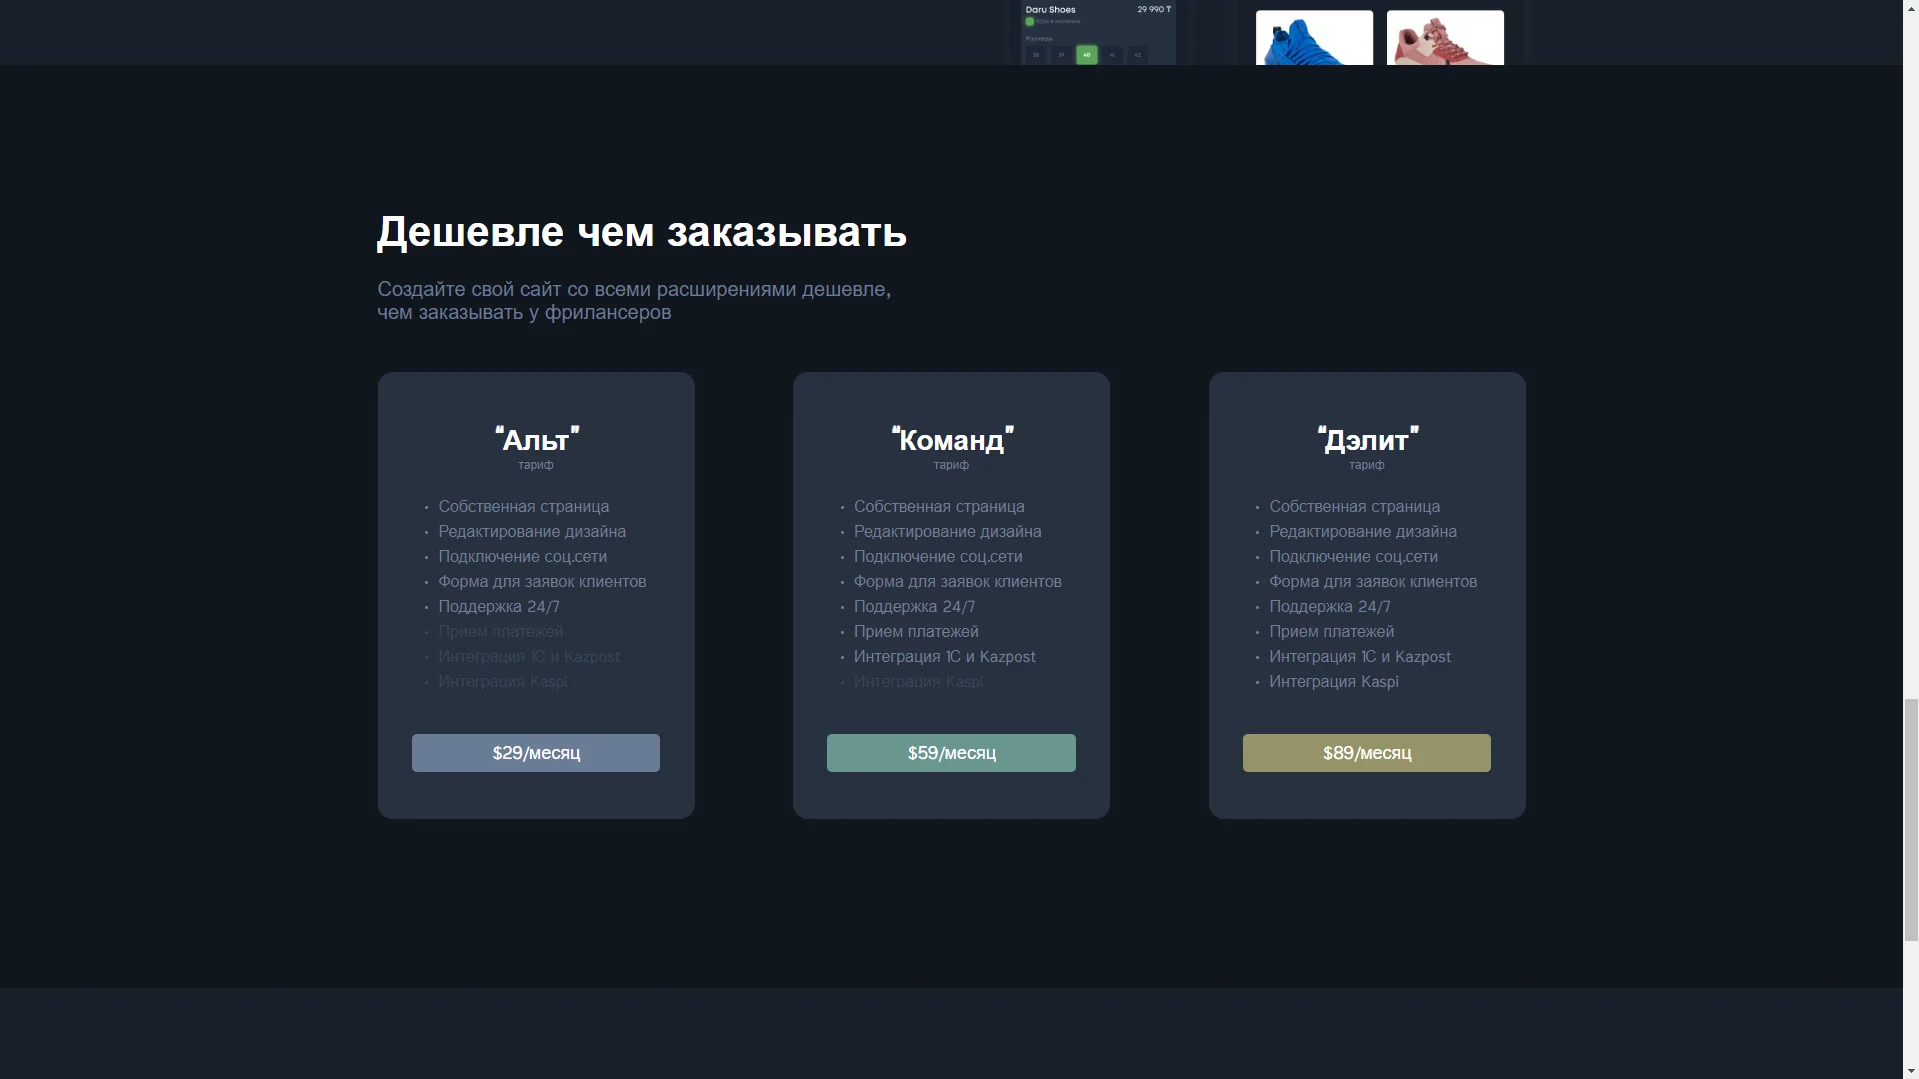 Daru Shoes
29 990 ₸
Есть в наличии
Размеры
38 39 40 41 42
Дешевле чем заказывать
Создайте свой сайт со всеми расширениями дешевле,
чем заказывать у фрилансеров
“Альт”
тариф
• Собственная страница
• Редактирование дизайна
• Подключение соц.сети
• Форма для заявок клиентов
• Поддержка 24/7
• Прием платежей
• Интеграция 1С и Kazpost
• Интеграция Kaspi
$29/месяц
“Команд”
тариф
• Собственная страница
• Редактирование дизайна
• Подключение соц.сети
• Форма для заявок клиентов
• Поддержка 24/7
• Прием платежей
• Интеграция 1С и Kazpost
• Интеграция Kaspi
$59/месяц
“Дэлит”
тариф
• Собственная страница
• Редактирование дизайна
• Подключение соц.сети
• Форма для заявок клиентов
• Поддержка 24/7
• Прием платежей
• Интеграция 1С и Kazpost
• Интеграция Kaspi
$89/месяц